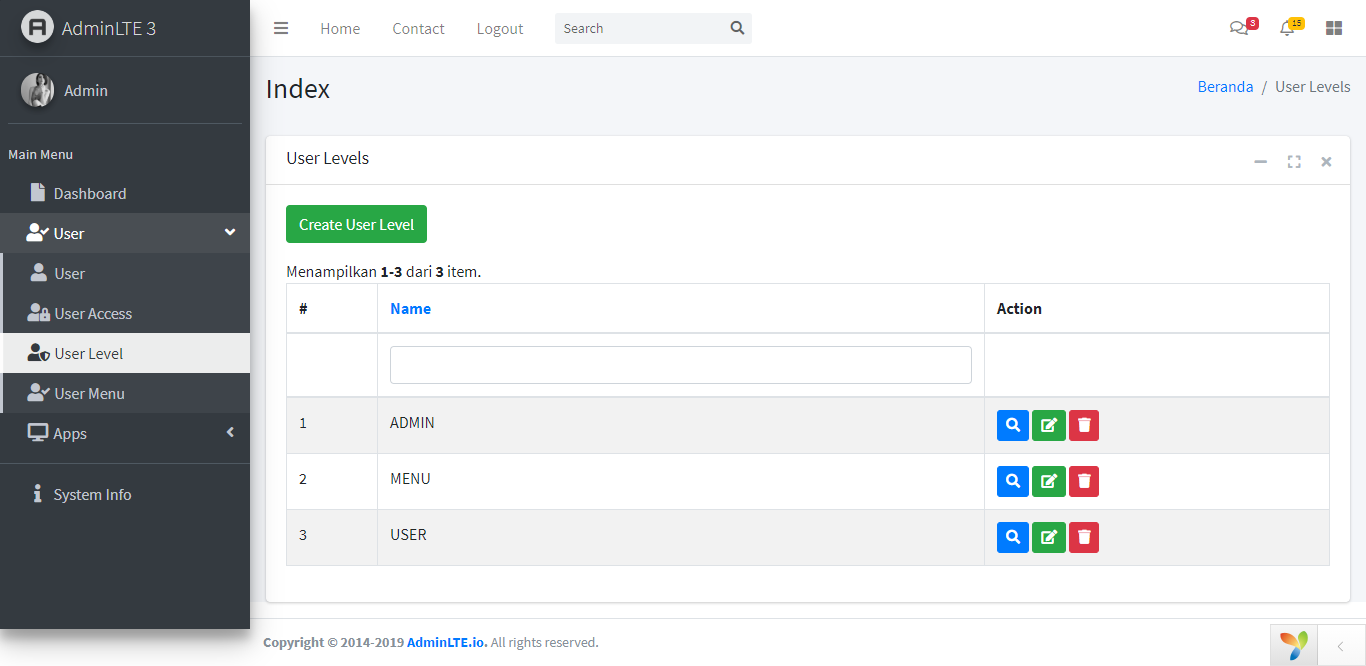 AdminLTE 3
Home Contact Logout Search 3 15
Admin
Index
Beranda / User Levels
Main Menu
Dashboard
User
User
User Access
User Level
User Menu
Apps
System Info
User Levels
Create User Level
Menampilkan 1-3 dari 3 item.
# Name Action
1 ADMIN
2 MENU
3 USER
Copyright © 2014-2019 AdminLTE.io. All rights reserved.